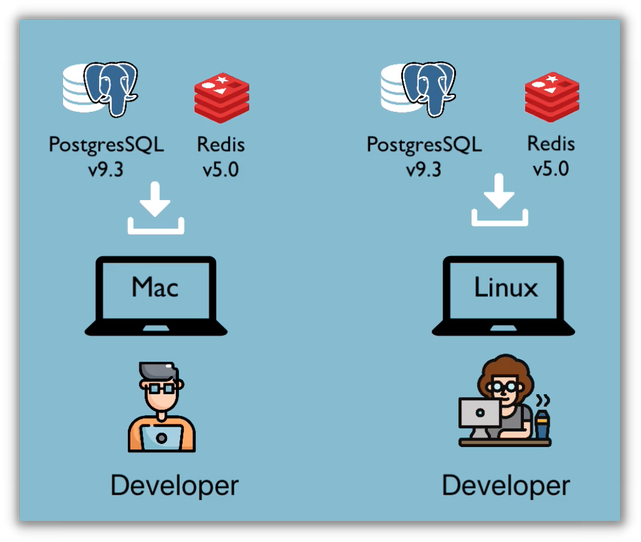 PostgresSQL
v9.3
Redis
v5.0
PostgresSQL
v9.3
Redis
v5.0
Mac
Linux
Developer
Developer